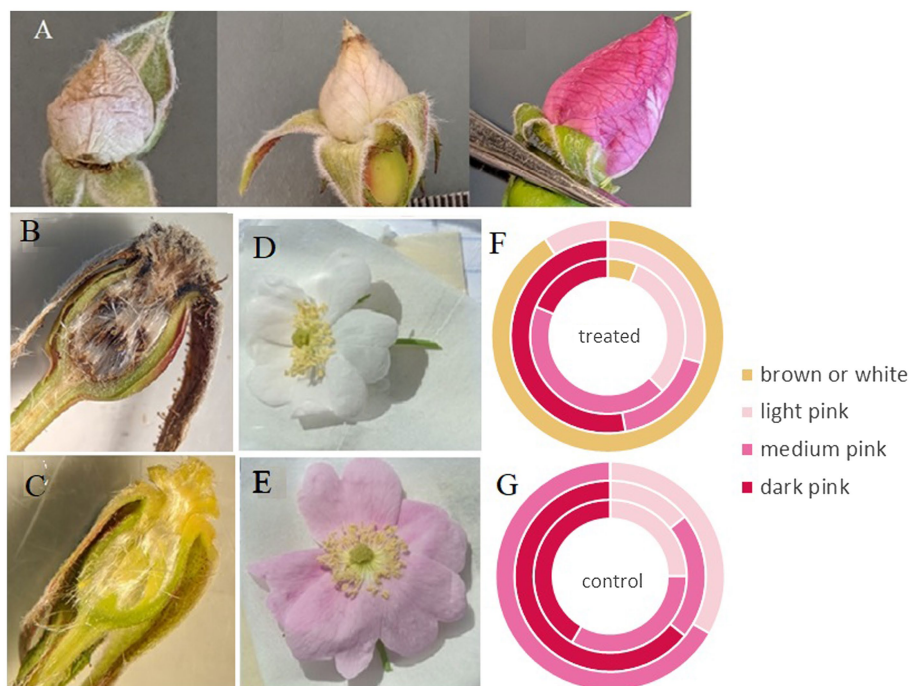 A
B
C
D
E
F
treated
G
control
brown or white
light pink
medium pink
dark pink